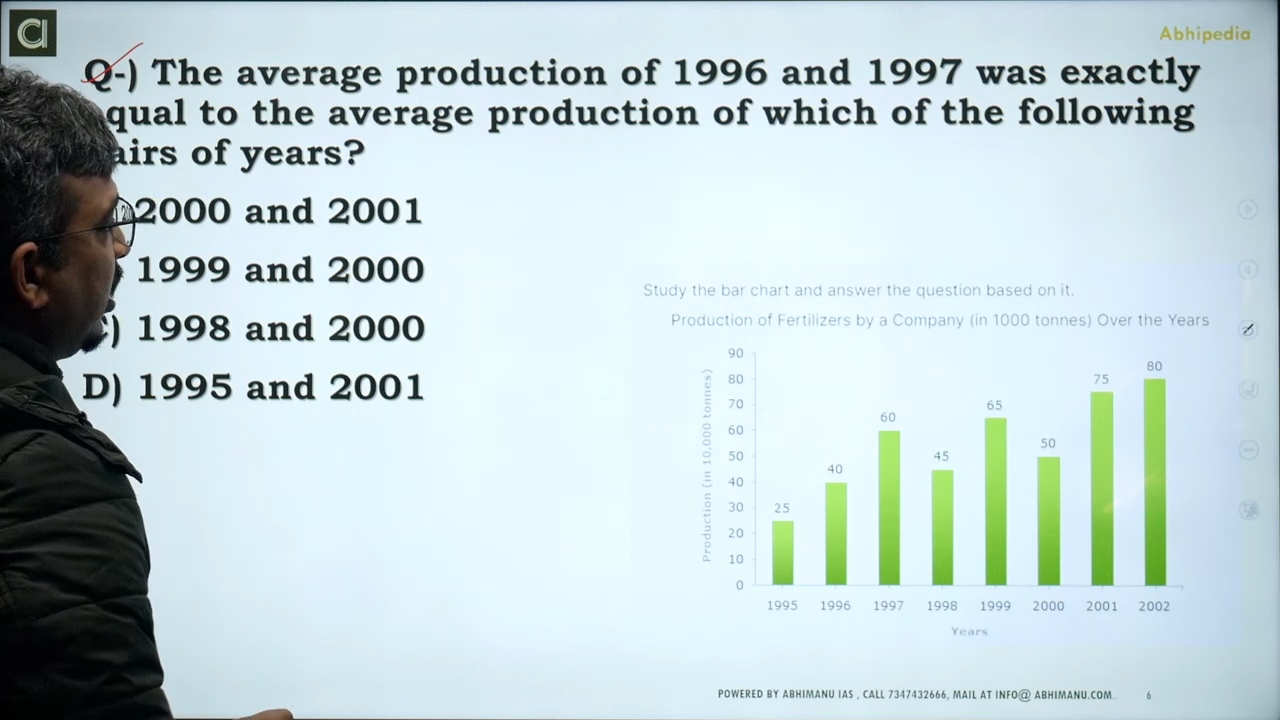 Abhipedia
Q-) The average production of 1996 and 1997 was exactly
qual to the average production of which of the following
airs of years?
2000 and 2001
1999 and 2000
) 1998 and 2000
D) 1995 and 2001
Study the bar chart and answer the question based on it.
Production of Fertilizers by a Company (in 1000 tonnes) Over the Years
Production (in 10,000 tonnes)
90
80
70
60
50
40
30
20
10
0
25
40
60
45
65
50
75
80
1995 1996 1997 1998 1999 2000 2001 2002
Years
POWERED BY ABHIMANU IAS , CALL 7347432666, MAIL AT INFO@ ABHIMANU.COM.
6